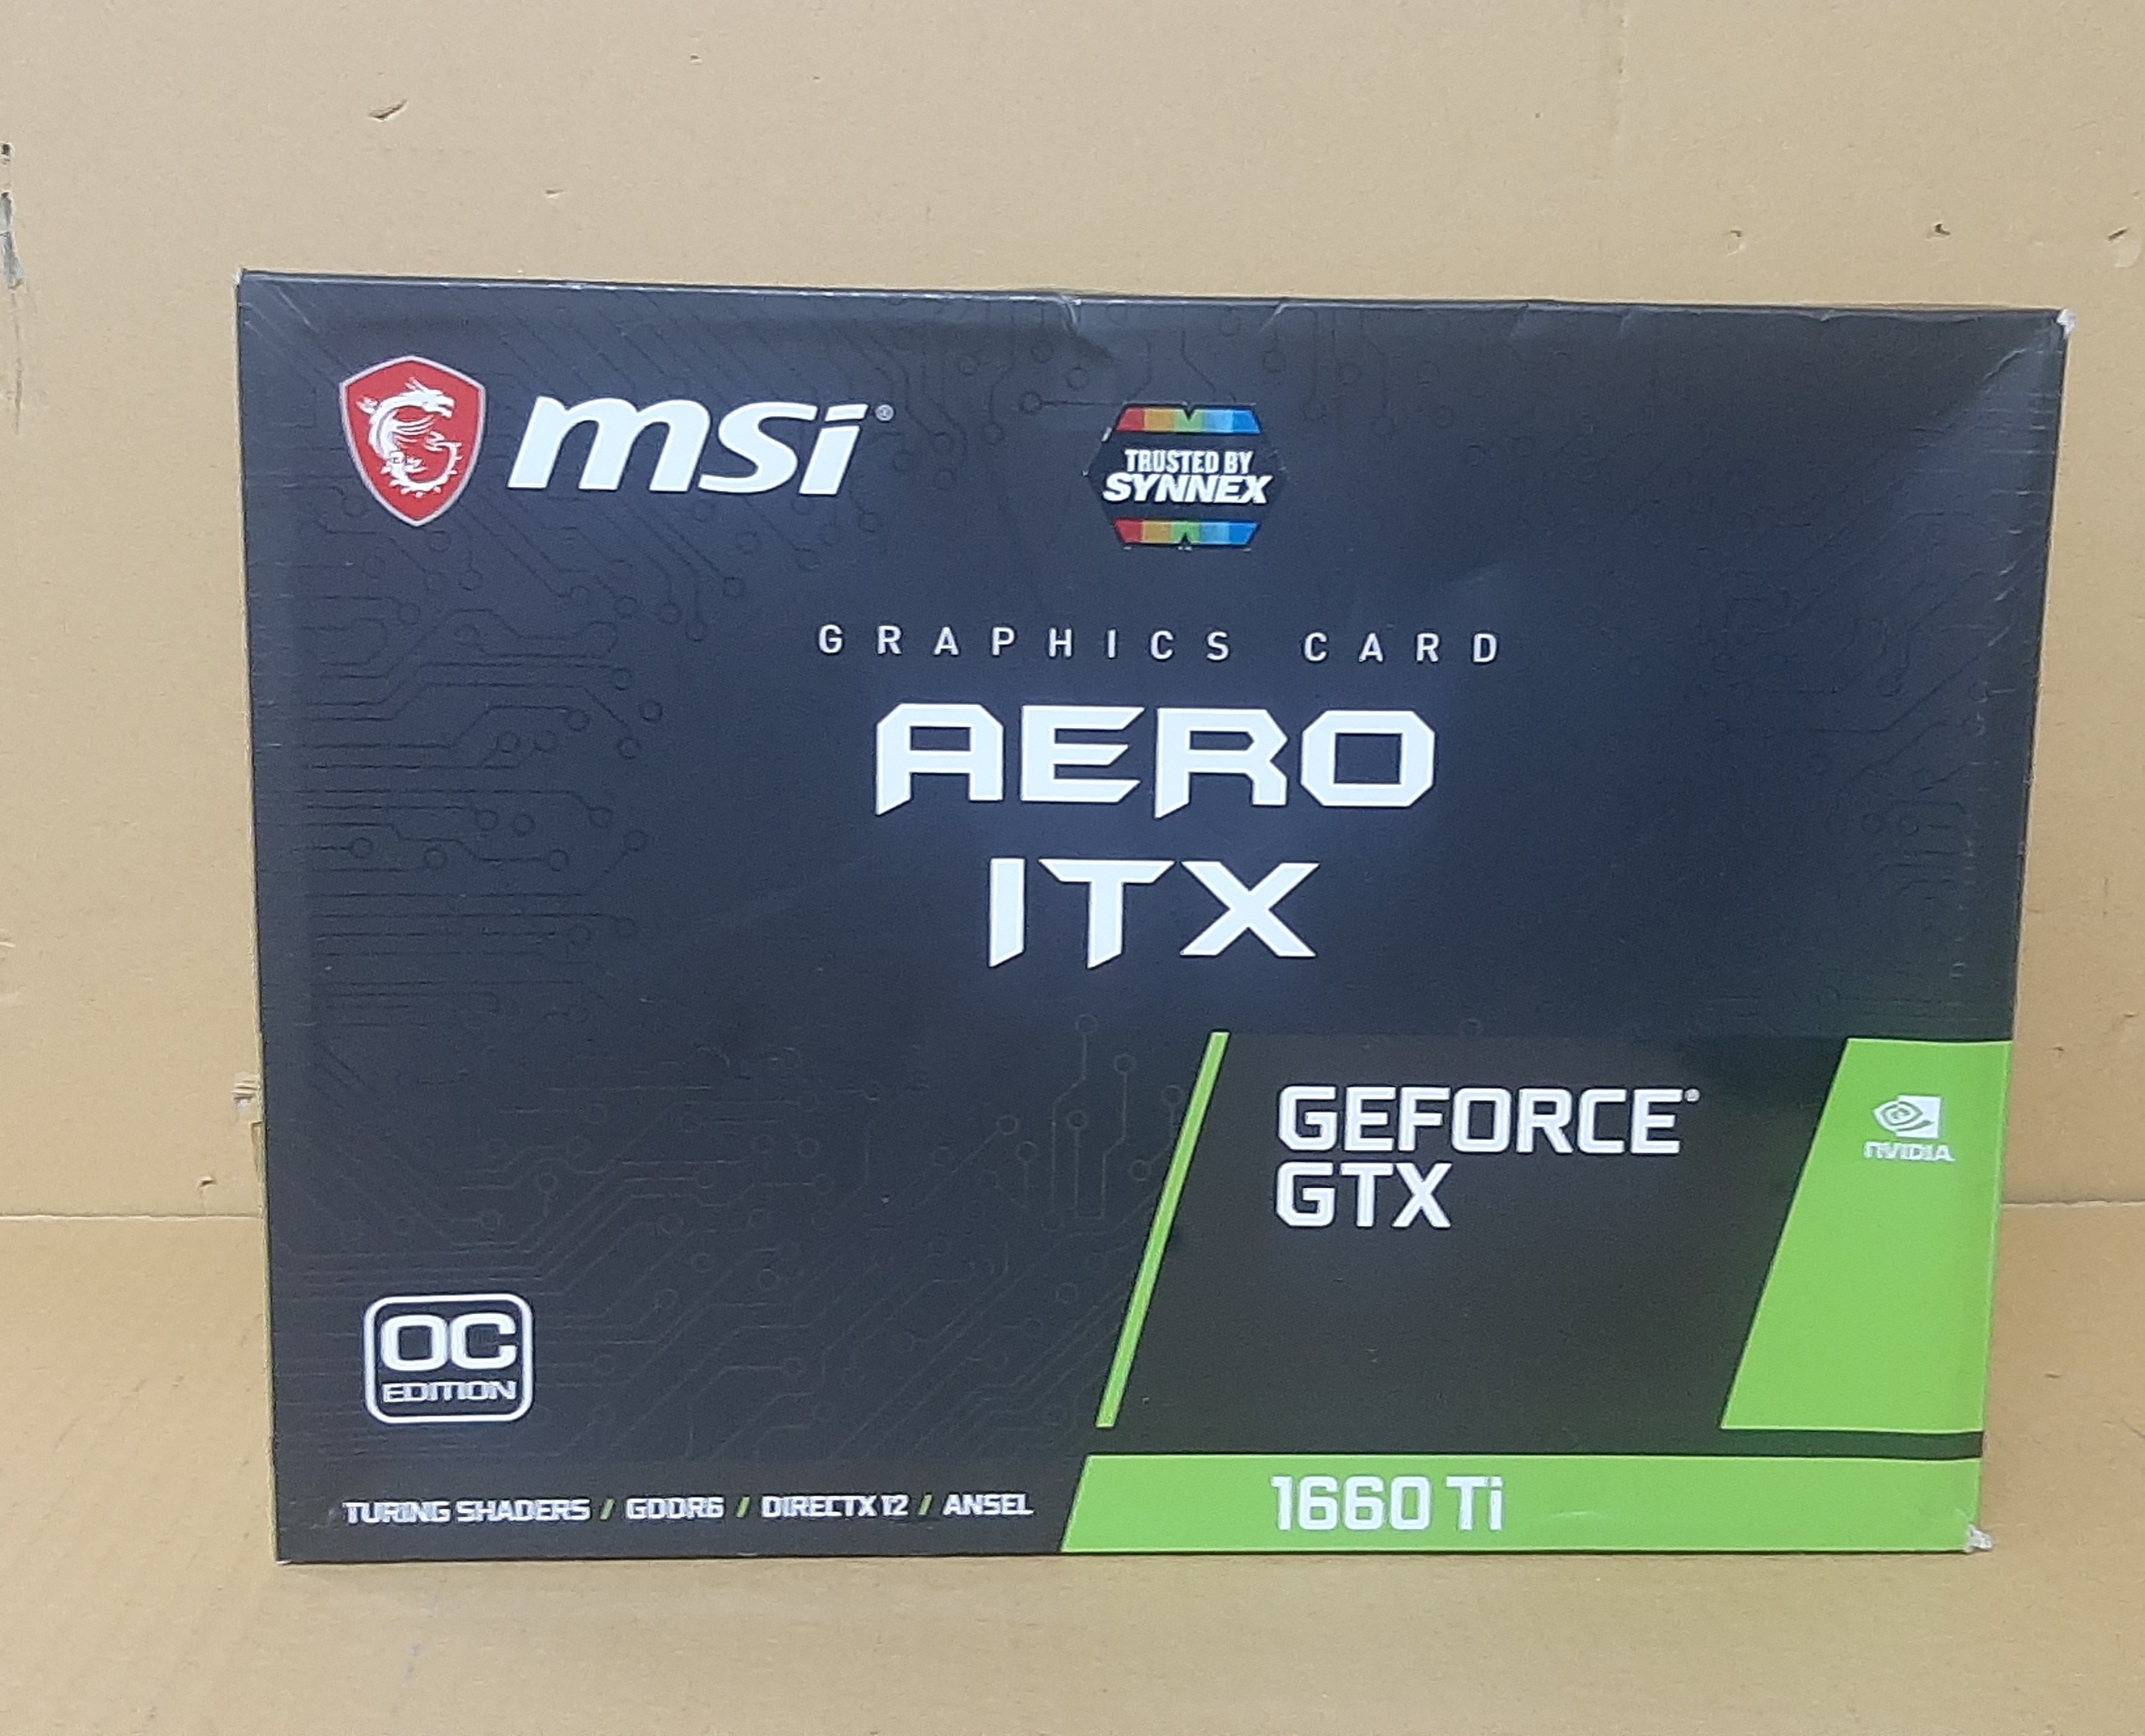 msi®
TRUSTED BY
SYNNEX
GRAPHICS CARD
AERO
ITX
GEFORCE®
GTX
NVIDIA
OC
EDITION
TURING SHADERS / GDDR6 / DIRECTX 12 / ANSEL
1660 Ti